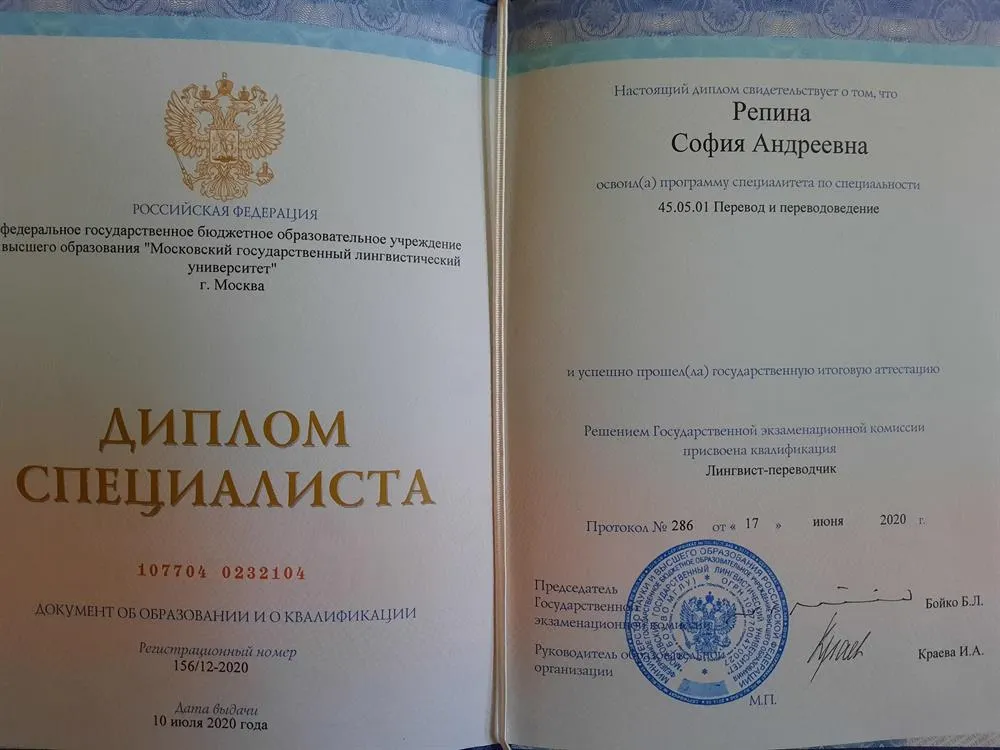 РОССИЙСКАЯ ФЕДЕРАЦИЯ
федеральное государственное бюджетное образовательное учреждение
высшего образования "Московский государственный лингвистический
университет"
г. Москва
ДИПЛОМ
СПЕЦИАЛИСТА
107704 0232104
ДОКУМЕНТ ОБ ОБРАЗОВАНИИ И О КВАЛИФИКАЦИИ
Регистрационный номер
156/12-2020
Дата выдачи
10 июля 2020 года
Настоящий диплом свидетельствует о том, что
Репина
София Андреевна
освоил(а) программу специалитета по специальности
45.05.01 Перевод и переводоведение
и успешно прошел(ла) государственную итоговую аттестацию
Решением Государственной экзаменационной комиссии
присвоена квалификация
Лингвист-переводчик
Протокол № 286 от « 17 » июня 2020 г.
Председатель
Государственной
экзаменационной комиссии
Бойко Б.Л.
Руководитель образовательной
организации
Краева И.А.
М.П.